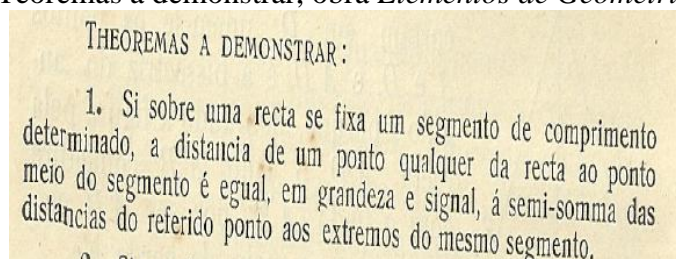 Teoremas a demonstrar, obra Elementos de Geometri
THEOREMAS A DEMONSTRAR:
1. Si sobre uma recta se fixa um segmento de comprimento
determinado, a distancia de um ponto qualquer da recta ao ponto
meio do segmento é egual, em grandeza e signal, á semi-somma das
distancias do referido ponto aos extremos do mesmo segmento.